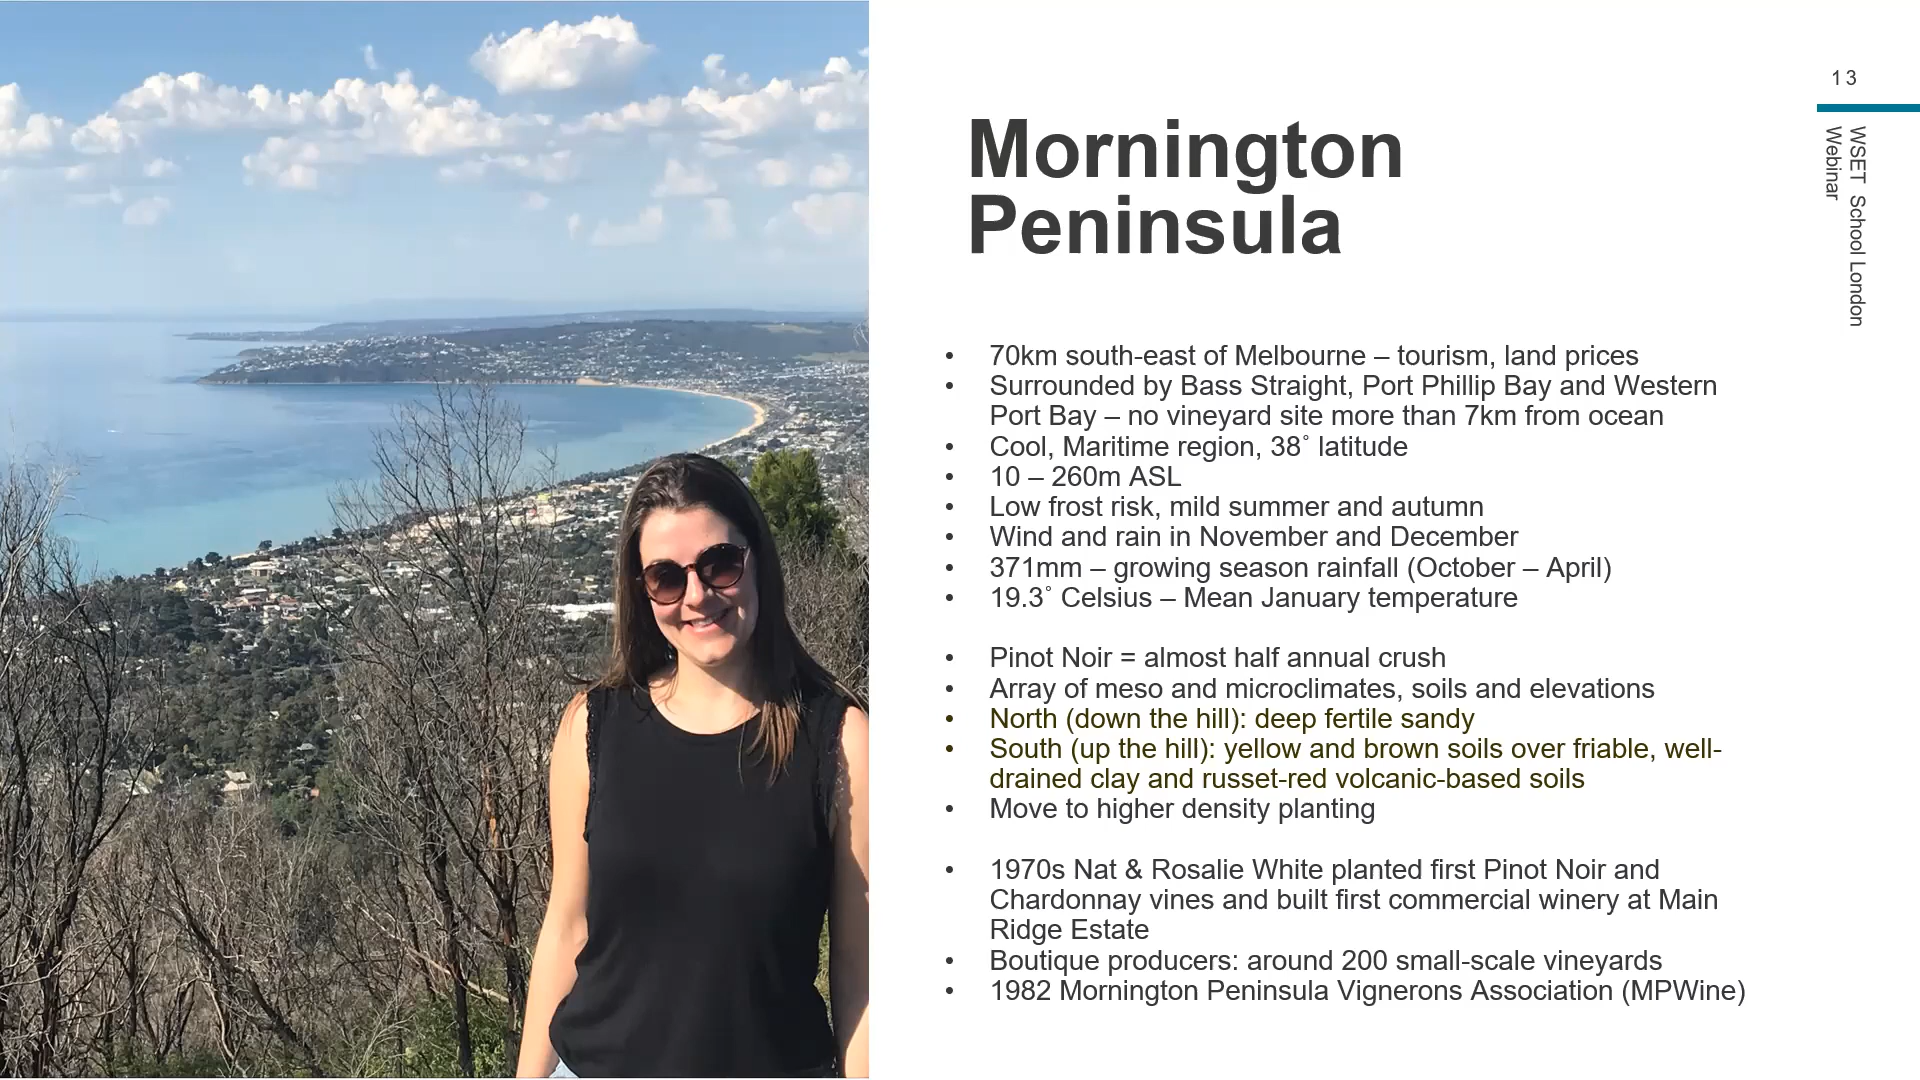 13
WSET School London
Webinar
Mornington
Peninsula
• 70km south-east of Melbourne – tourism, land prices
• Surrounded by Bass Straight, Port Phillip Bay and Western
Port Bay – no vineyard site more than 7km from ocean
• Cool, Maritime region, 38˚ latitude
• 10 – 260m ASL
• Low frost risk, mild summer and autumn
• Wind and rain in November and December
• 371mm – growing season rainfall (October – April)
• 19.3˚ Celsius – Mean January temperature
• Pinot Noir = almost half annual crush
• Array of meso and microclimates, soils and elevations
• North (down the hill): deep fertile sandy
• South (up the hill): yellow and brown soils over friable, well-
drained clay and russet-red volcanic-based soils
• Move to higher density planting
• 1970s Nat & Rosalie White planted first Pinot Noir and
Chardonnay vines and built first commercial winery at Main
Ridge Estate
• Boutique producers: around 200 small-scale vineyards
• 1982 Mornington Peninsula Vignerons Association (MPWine)